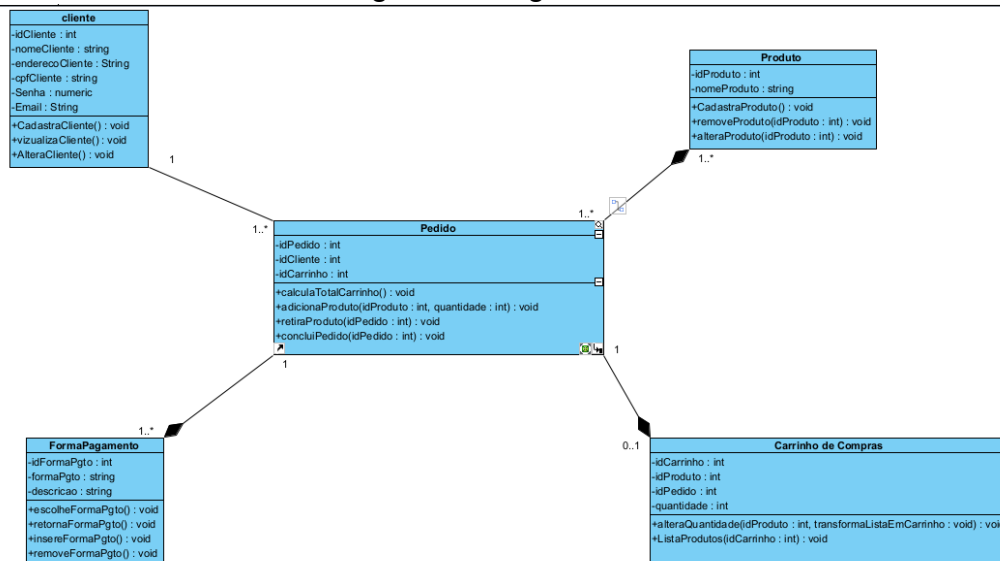 cliente
-idCliente : int
-nomeCliente : string
-enderecoCliente : String
-cpfCliente : string
-Senha : numeric
-Email : String
+CadastraCliente() : void
+vizualizaCliente() : void
+AlteraCliente() : void
Produto
-idProduto : int
-nomeProduto : string
+CadastraProduto() : void
+removeProduto(idProduto : int) : void
+alteraProduto(idProduto : int) : void
1
1..*
1..*
1..*
Pedido
-idPedido : int
-idCliente : int
-idCarrinho : int
+calculaTotalCarrinho() : void
+adicionaProduto(idProduto : int, quantidade : int) : void
+retiraProduto(idPedido : int) : void
+concluiPedido(idPedido : int) : void
1
1
1..*
0..1
FormaPagamento
-idFormaPgto : int
-formaPgto : string
-descricao : string
+escolheFormaPgto() : void
+retornaFormaPgto() : void
+insereFormaPgto() : void
+removeFormaPgto() : void
Carrinho de Compras
-idCarrinho : int
-idProduto : int
-idPedido : int
-quantidade : int
+alteraQuantidade(idProduto : int, transformaListaEmCarrinho : void) : voi
+ListaProdutos(idCarrinho : int) : void